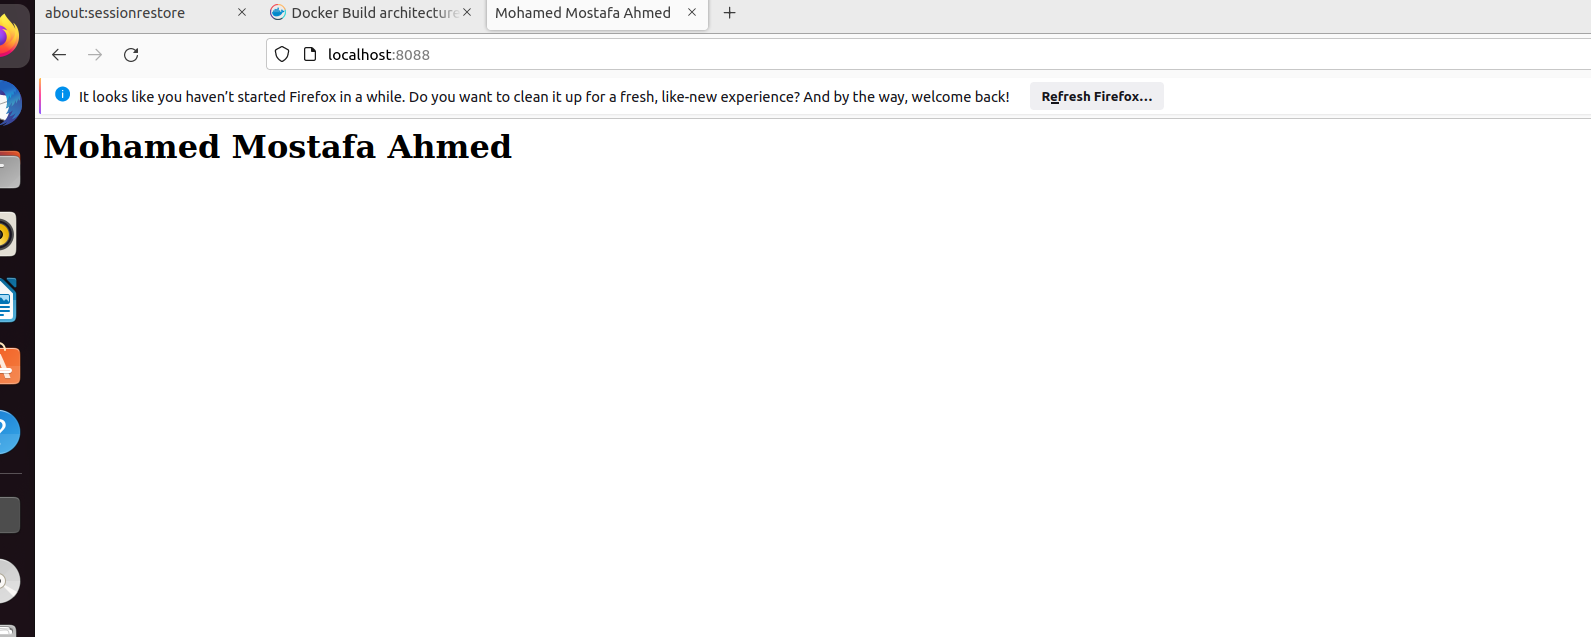 about:sessionrestore
Docker Build architecture
Mohamed Mostafa Ahmed
localhost:8088
It looks like you haven’t started Firefox in a while. Do you want to clean it up for a fresh, like-new experience? And by the way, welcome back!
Refresh Firefox...
Mohamed Mostafa Ahmed